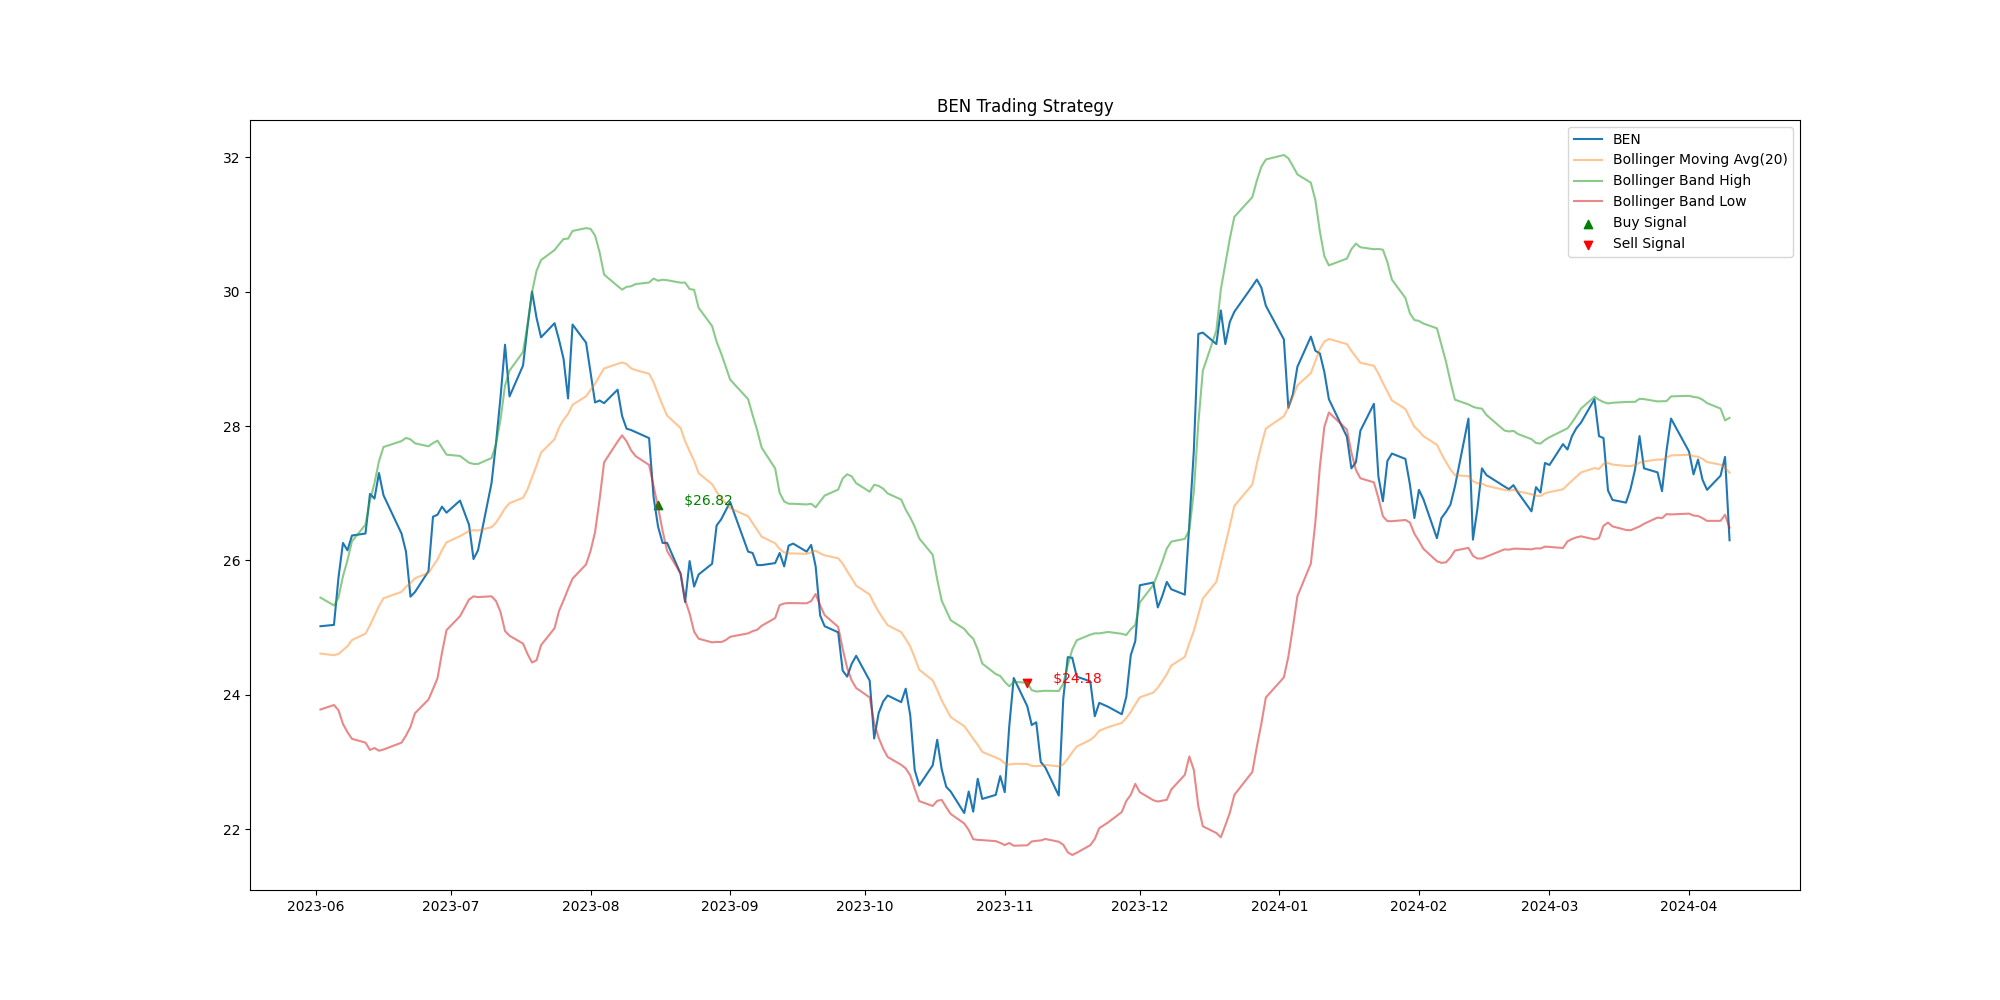 BEN Trading Strategy
BEN
Bollinger Moving Avg(20)
Bollinger Band High
Bollinger Band Low
Buy Signal
Sell Signal
32
30
28
26
24
22
$26.82
$24.18
2023-06 2023-07 2023-08 2023-09 2023-10 2023-11 2023-12 2024-01 2024-02 2024-03 2024-04